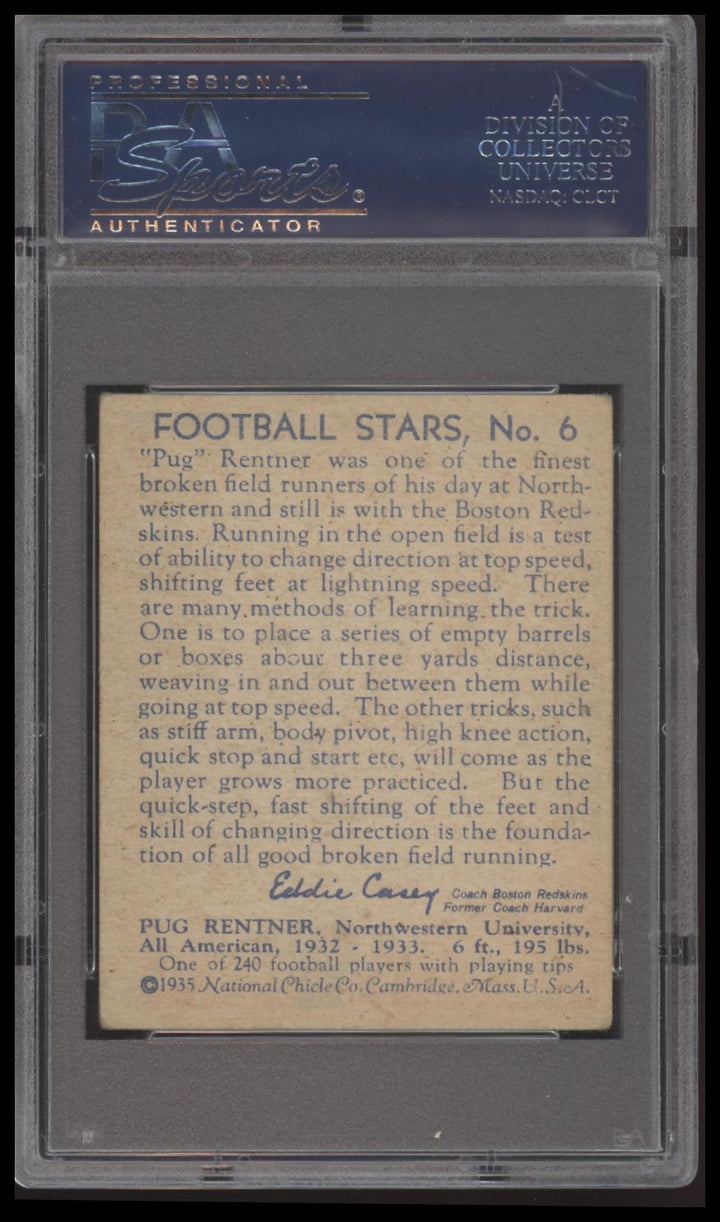 PROFESSIONAL
PSA
Sports®
AUTHENTICATOR
A
DIVISION OF
COLLECTORS
UNIVERSE
NASDAQ: CLCT
FOOTBALL STARS, No. 6
"Pug" Rentner was one of the finest
broken field runners of his day at North-
western and still is with the Boston Red-
skins. Running in the open field is a test
of ability to change direction at top speed,
shifting feet at lightning speed. There
are many methods of learning the trick.
One is to place a series of empty barrels
or boxes about three yards distance,
weaving in and out between them while
going at top speed. The other tricks, such
as stiff arm, body pivot, high knee action,
quick stop and start etc, will come as the
player grows more practiced. But the
quick-step, fast shifting of the feet and
skill of changing direction is the founda-
tion of all good broken field running.
Eddie Casey Coach Boston Redskins
Former Coach Harvard
PUG RENTNER, Northwestern University,
All American, 1932 - 1933. 6 ft., 195 lbs.
One of 240 football players with playing tips
©1935 National Chicle Co. Cambridge, Mass. U.S.A.
PSA